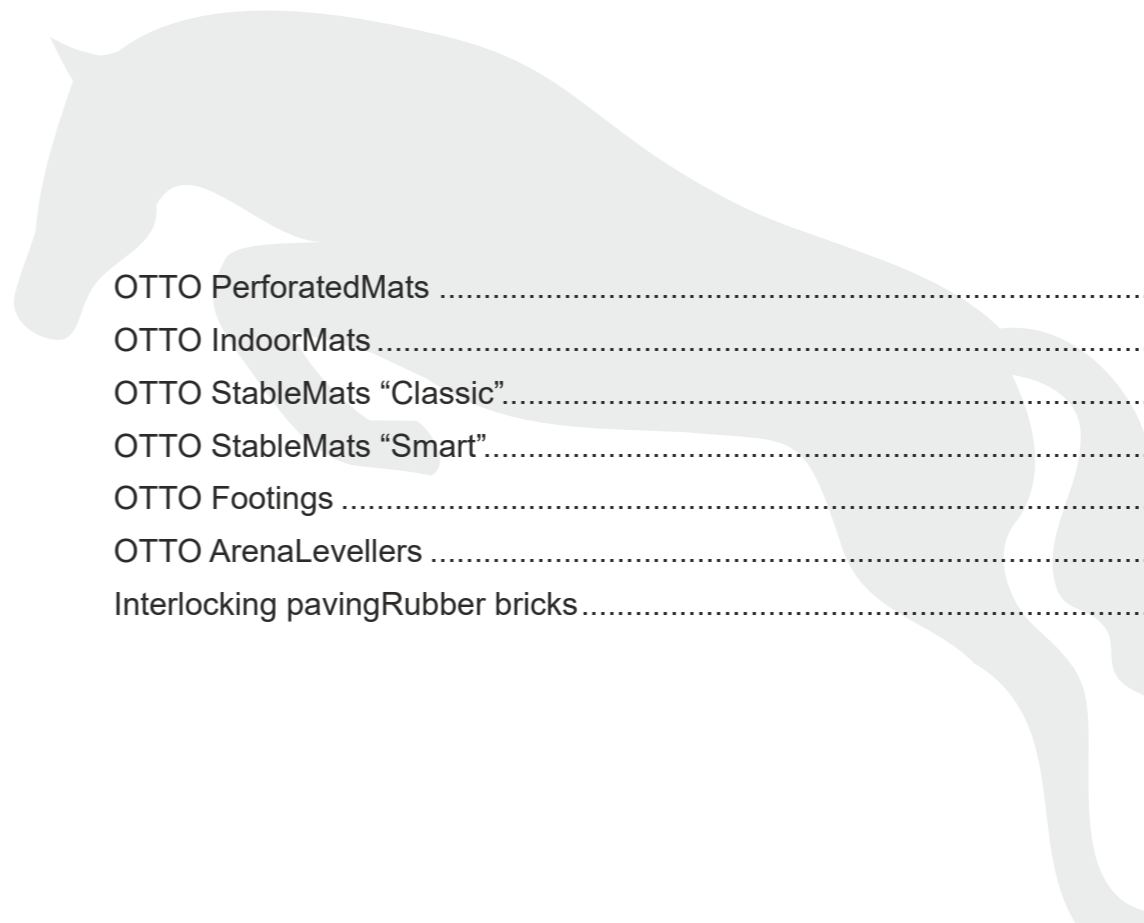 OTTO PerforatedMats ................................................................................
OTTO IndoorMats .......................................................................................
OTTO StableMats “Classic”.........................................................................
OTTO StableMats “Smart”...........................................................................
OTTO Footings ...........................................................................................
OTTO ArenaLevellers .................................................................................
Interlocking pavingRubber bricks................................................................